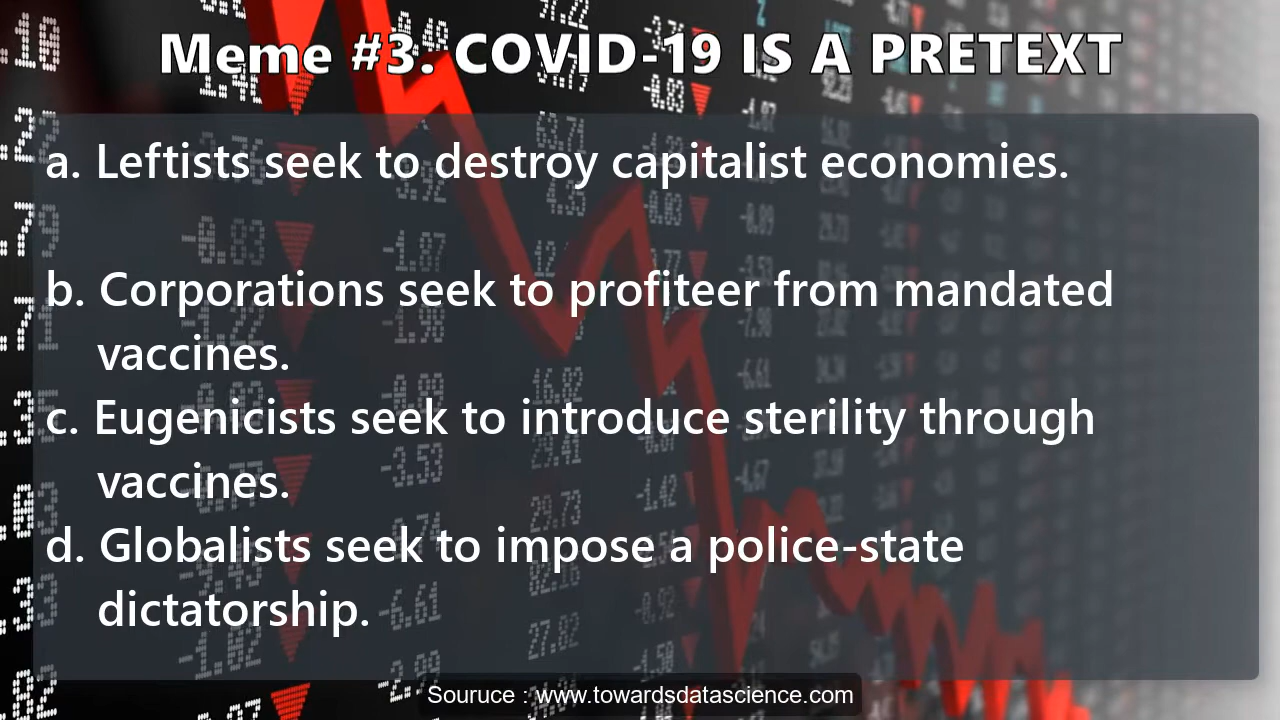 Meme #3. COVID-19 IS A PRETEXT
a. Leftists seek to destroy capitalist economies.
b. Corporations seek to profiteer from mandated
vaccines.
c. Eugenicists seek to introduce sterility through
vaccines.
d. Globalists seek to impose a police-state
dictatorship.
Souruce : www.towardsdatascience.com